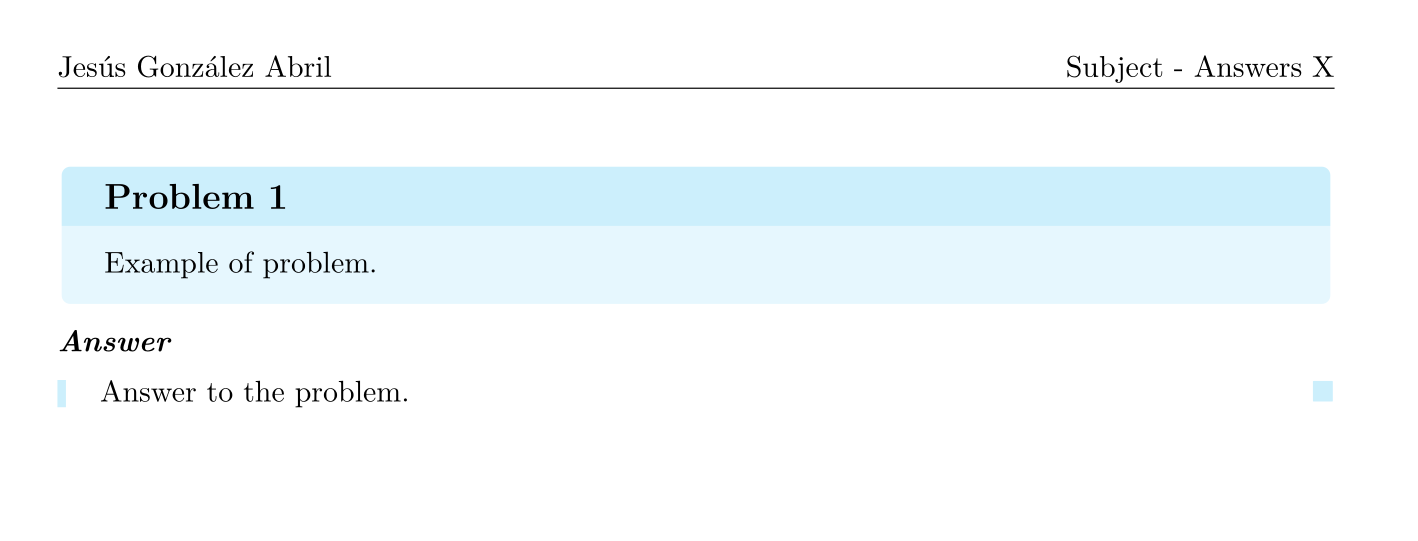 Jesús González Abril
Subject - Answers X
Problem 1
Example of problem.
Answer
Answer to the problem.